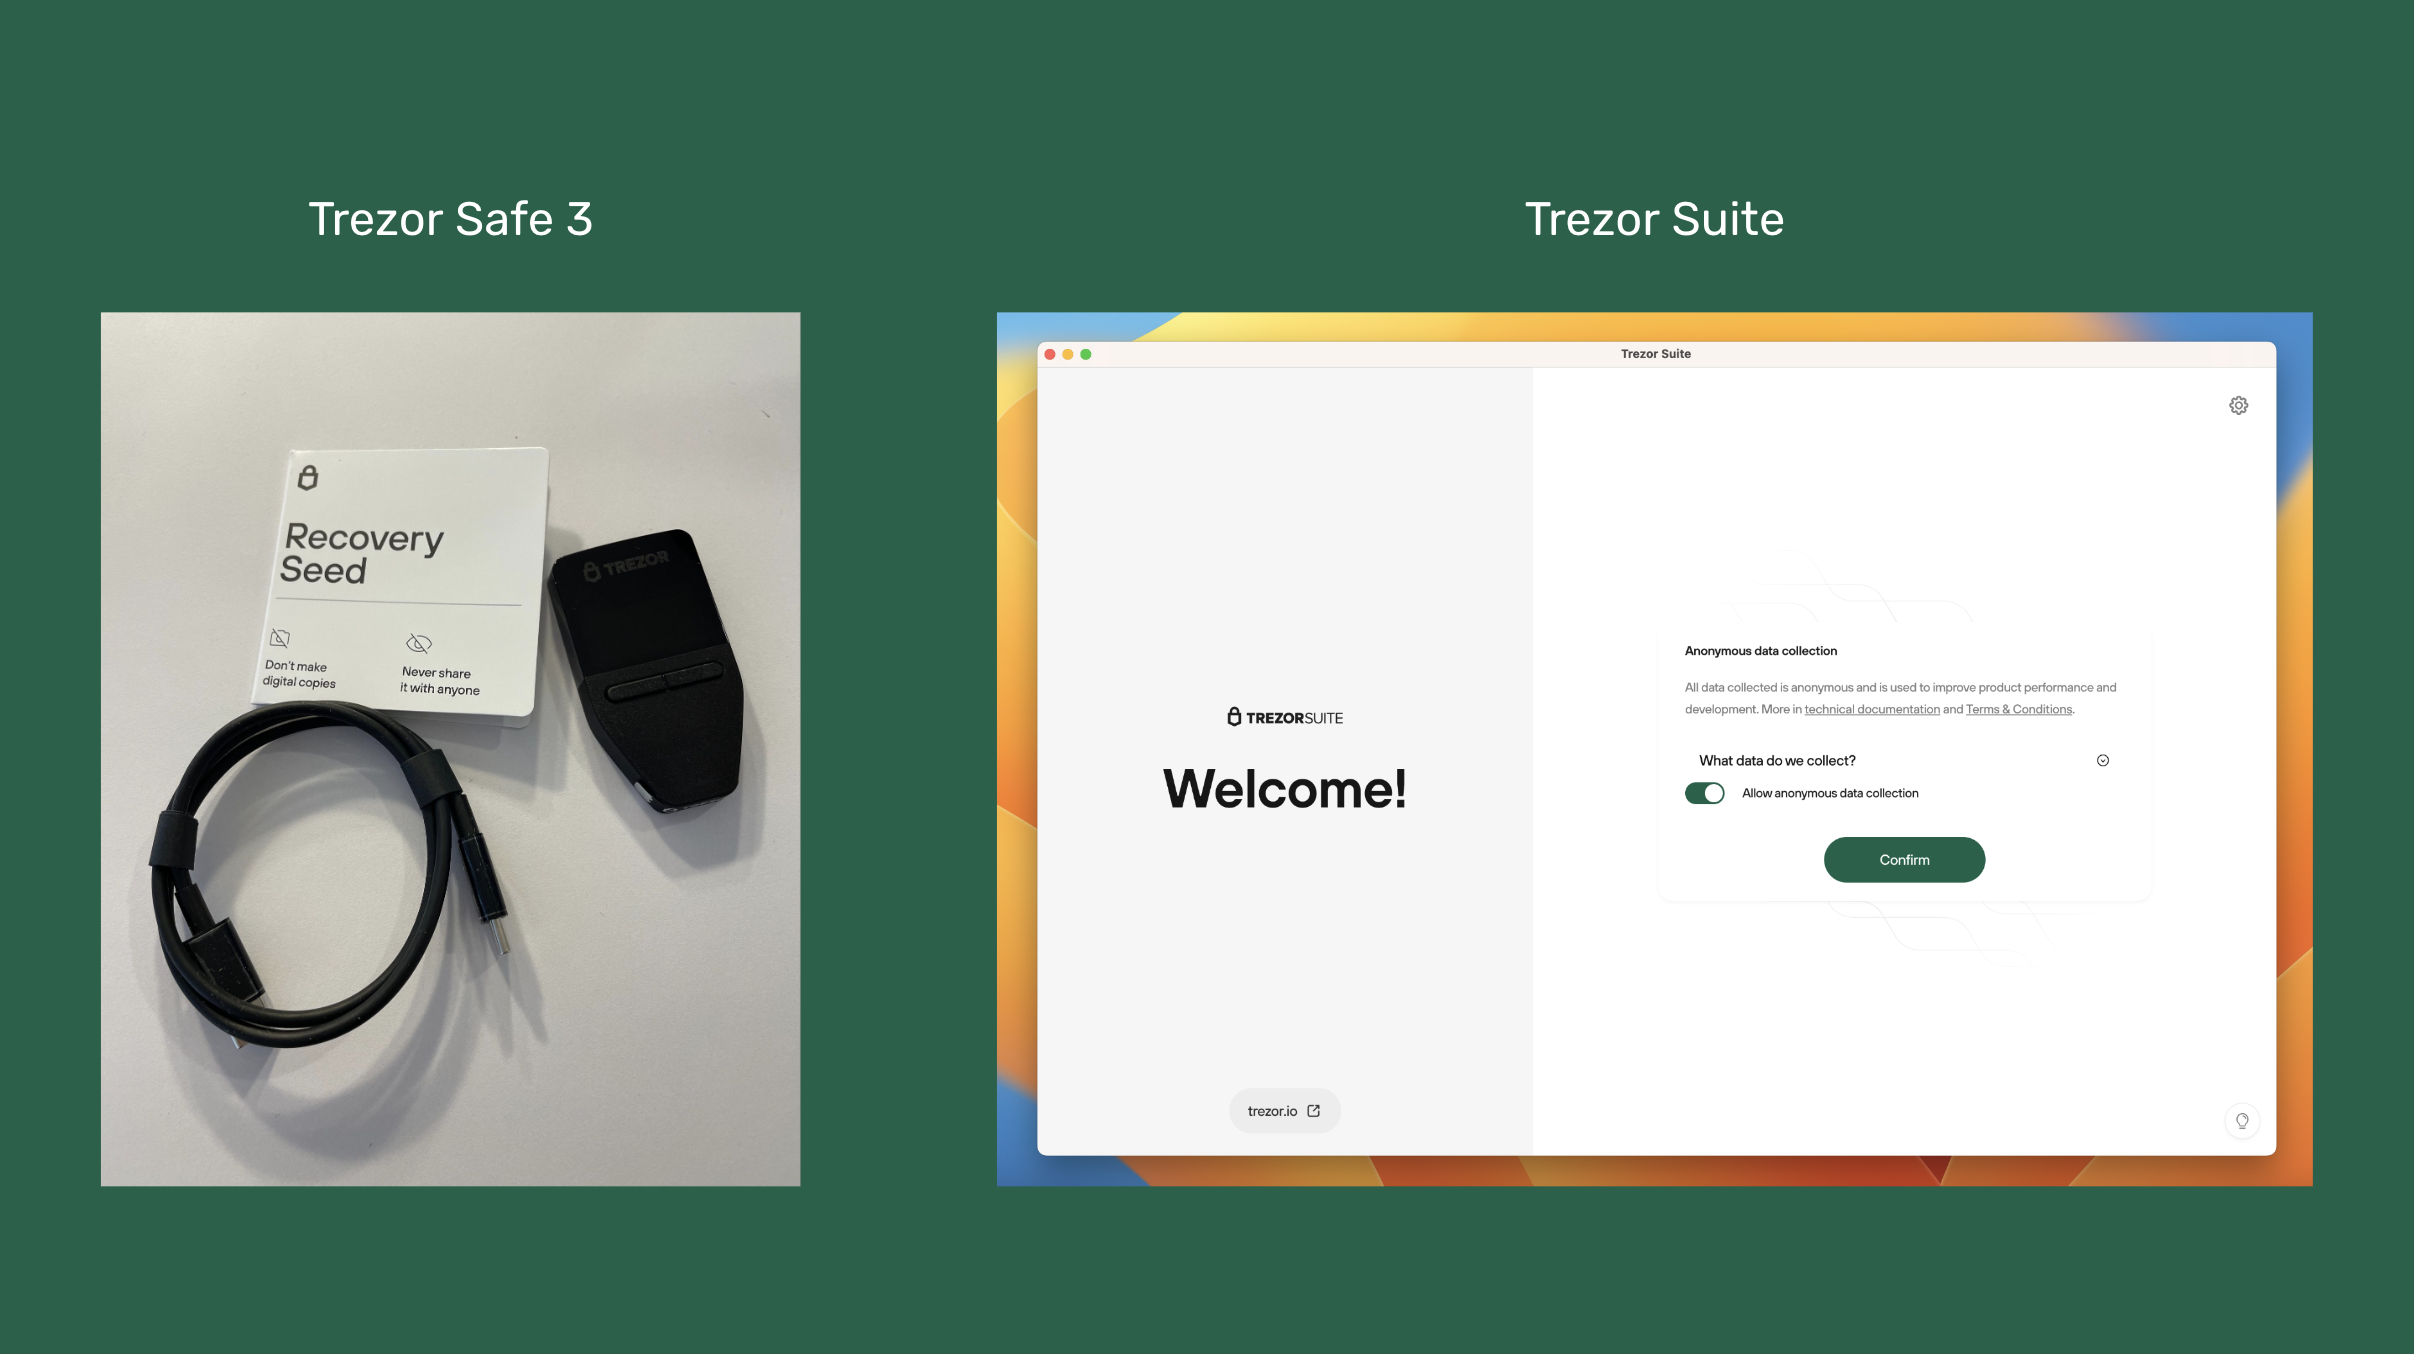 Trezor Safe 3
Trezor Suite
Recovery
Seed
Don't make
digital copies
Never share
it with anyone
TREZOR
Trezor Suite
TREZORSUITE
Welcome!
trezor.io
Anonymous data collection
All data collected is anonymous and is used to improve product performance and
development. More in technical documentation and Terms & Conditions.
What data do we collect?
Allow anonymous data collection
Confirm